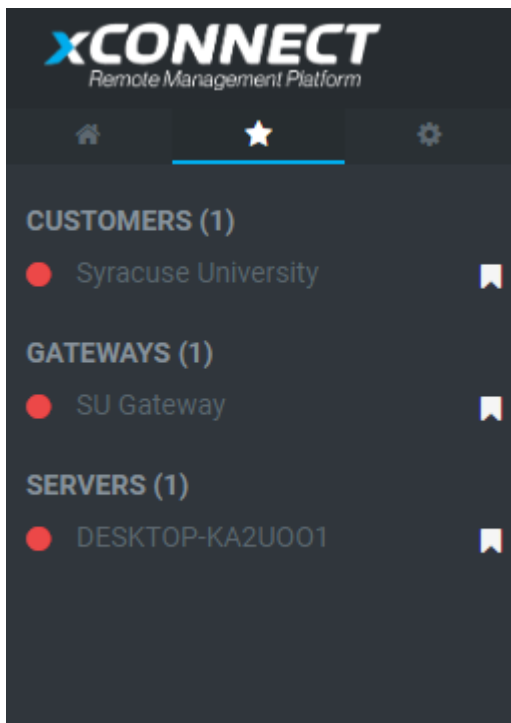 xCONNECT
Remote Management Platform
CUSTOMERS (1)
Syracuse University
GATEWAYS (1)
SU Gateway
SERVERS (1)
DESKTOP-KA2UOO1